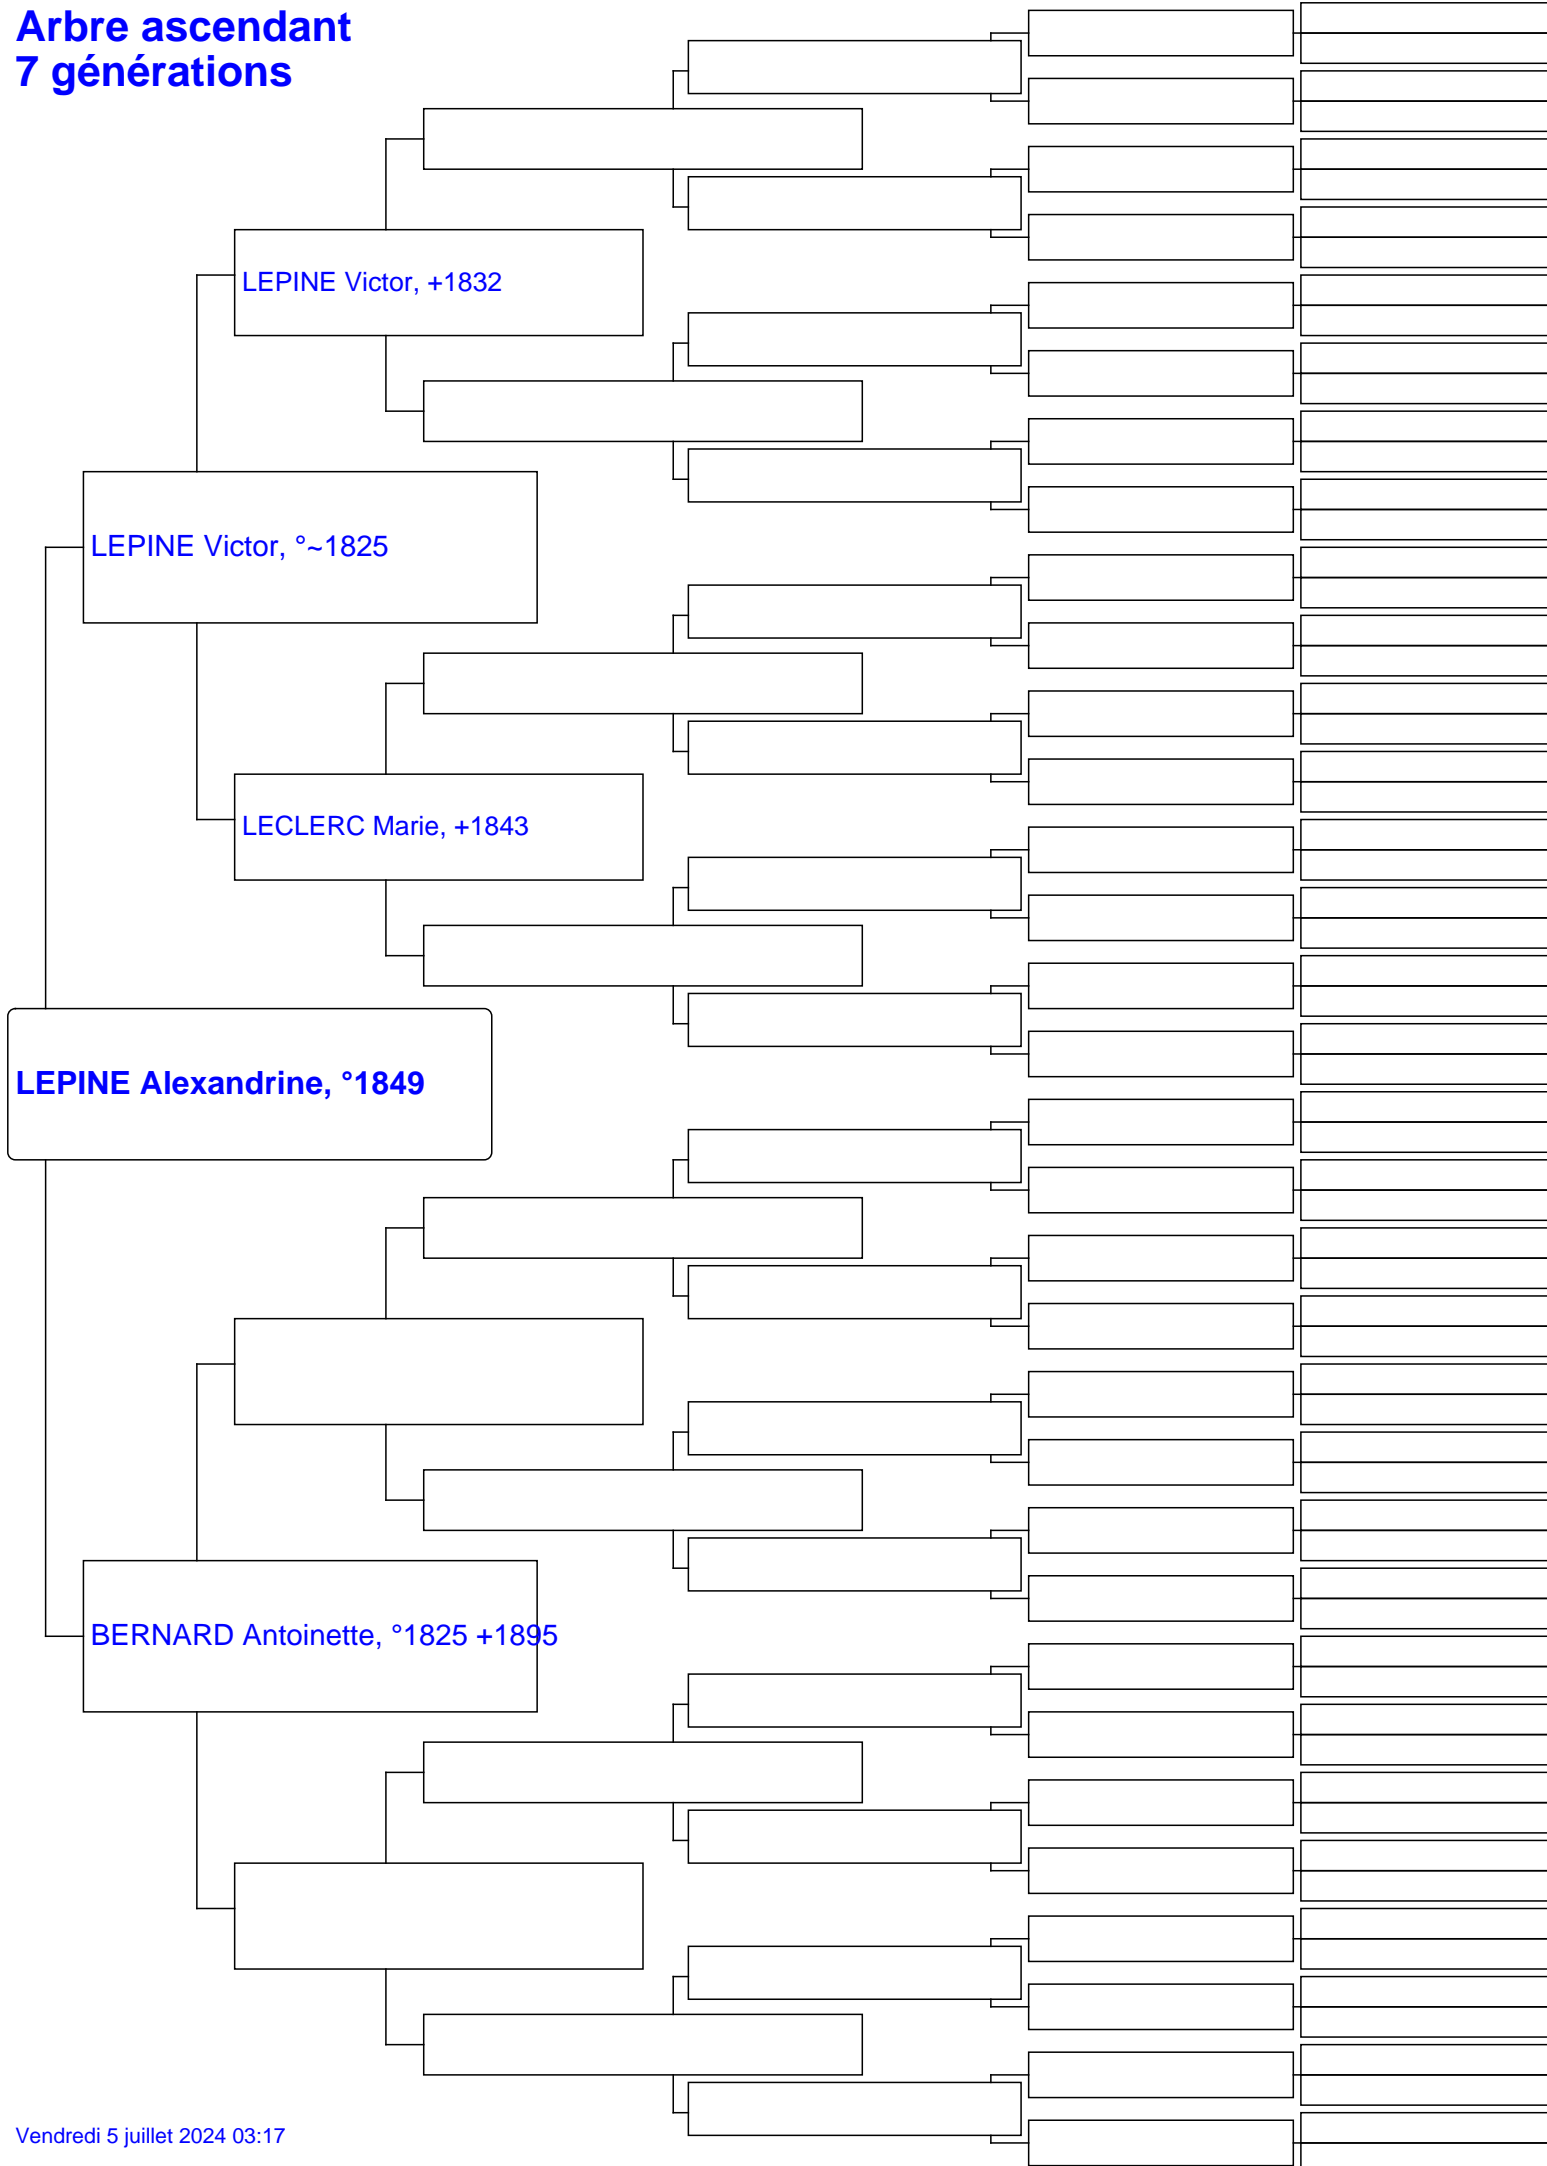 Arbre ascendant
7 générations
LEPINE Victor, +1832
LEPINE Victor, °~1825
LECLERC Marie, +1843
LEPINE Alexandrine, °1849
BERNARD Antoinette, °1825 +1895
Vendredi 5 juillet 2024 03:17